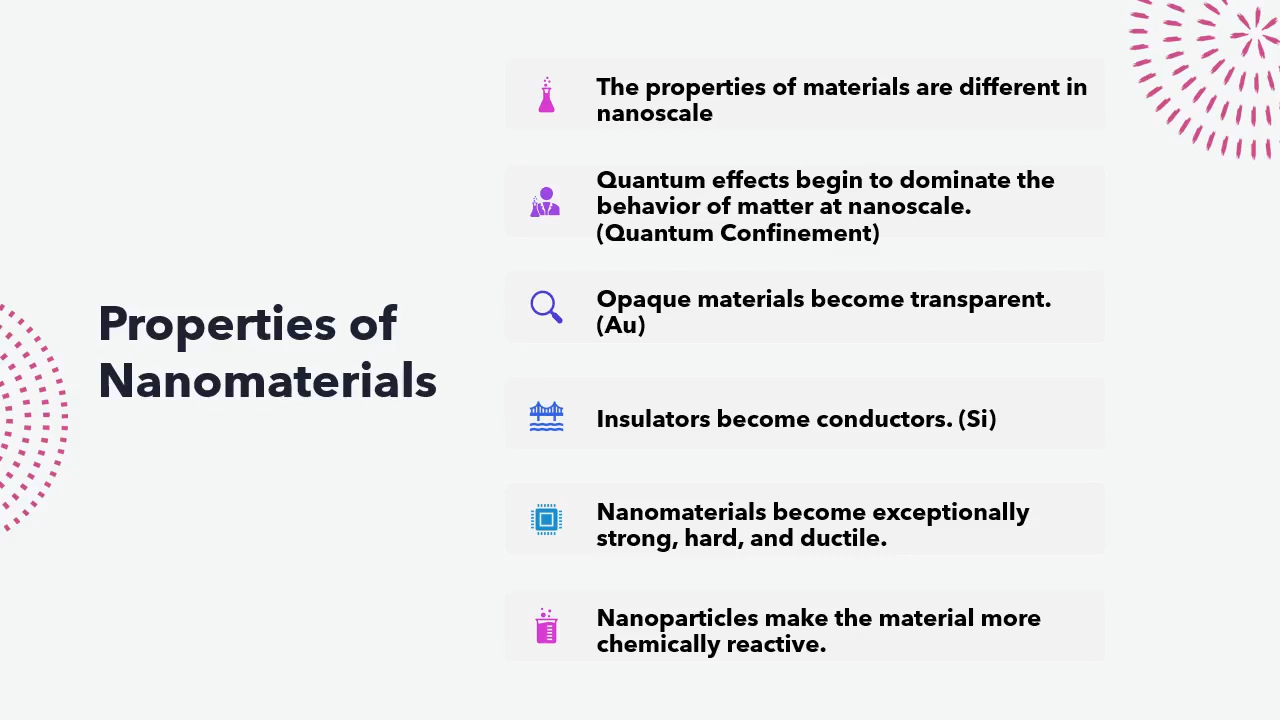 Properties of
Nanomaterials
The properties of materials are different in
nanoscale
Quantum effects begin to dominate the
behavior of matter at nanoscale.
(Quantum Confinement)
Opaque materials become transparent.
(Au)
Insulators become conductors. (Si)
Nanomaterials become exceptionally
strong, hard, and ductile.
Nanoparticles make the material more
chemically reactive.